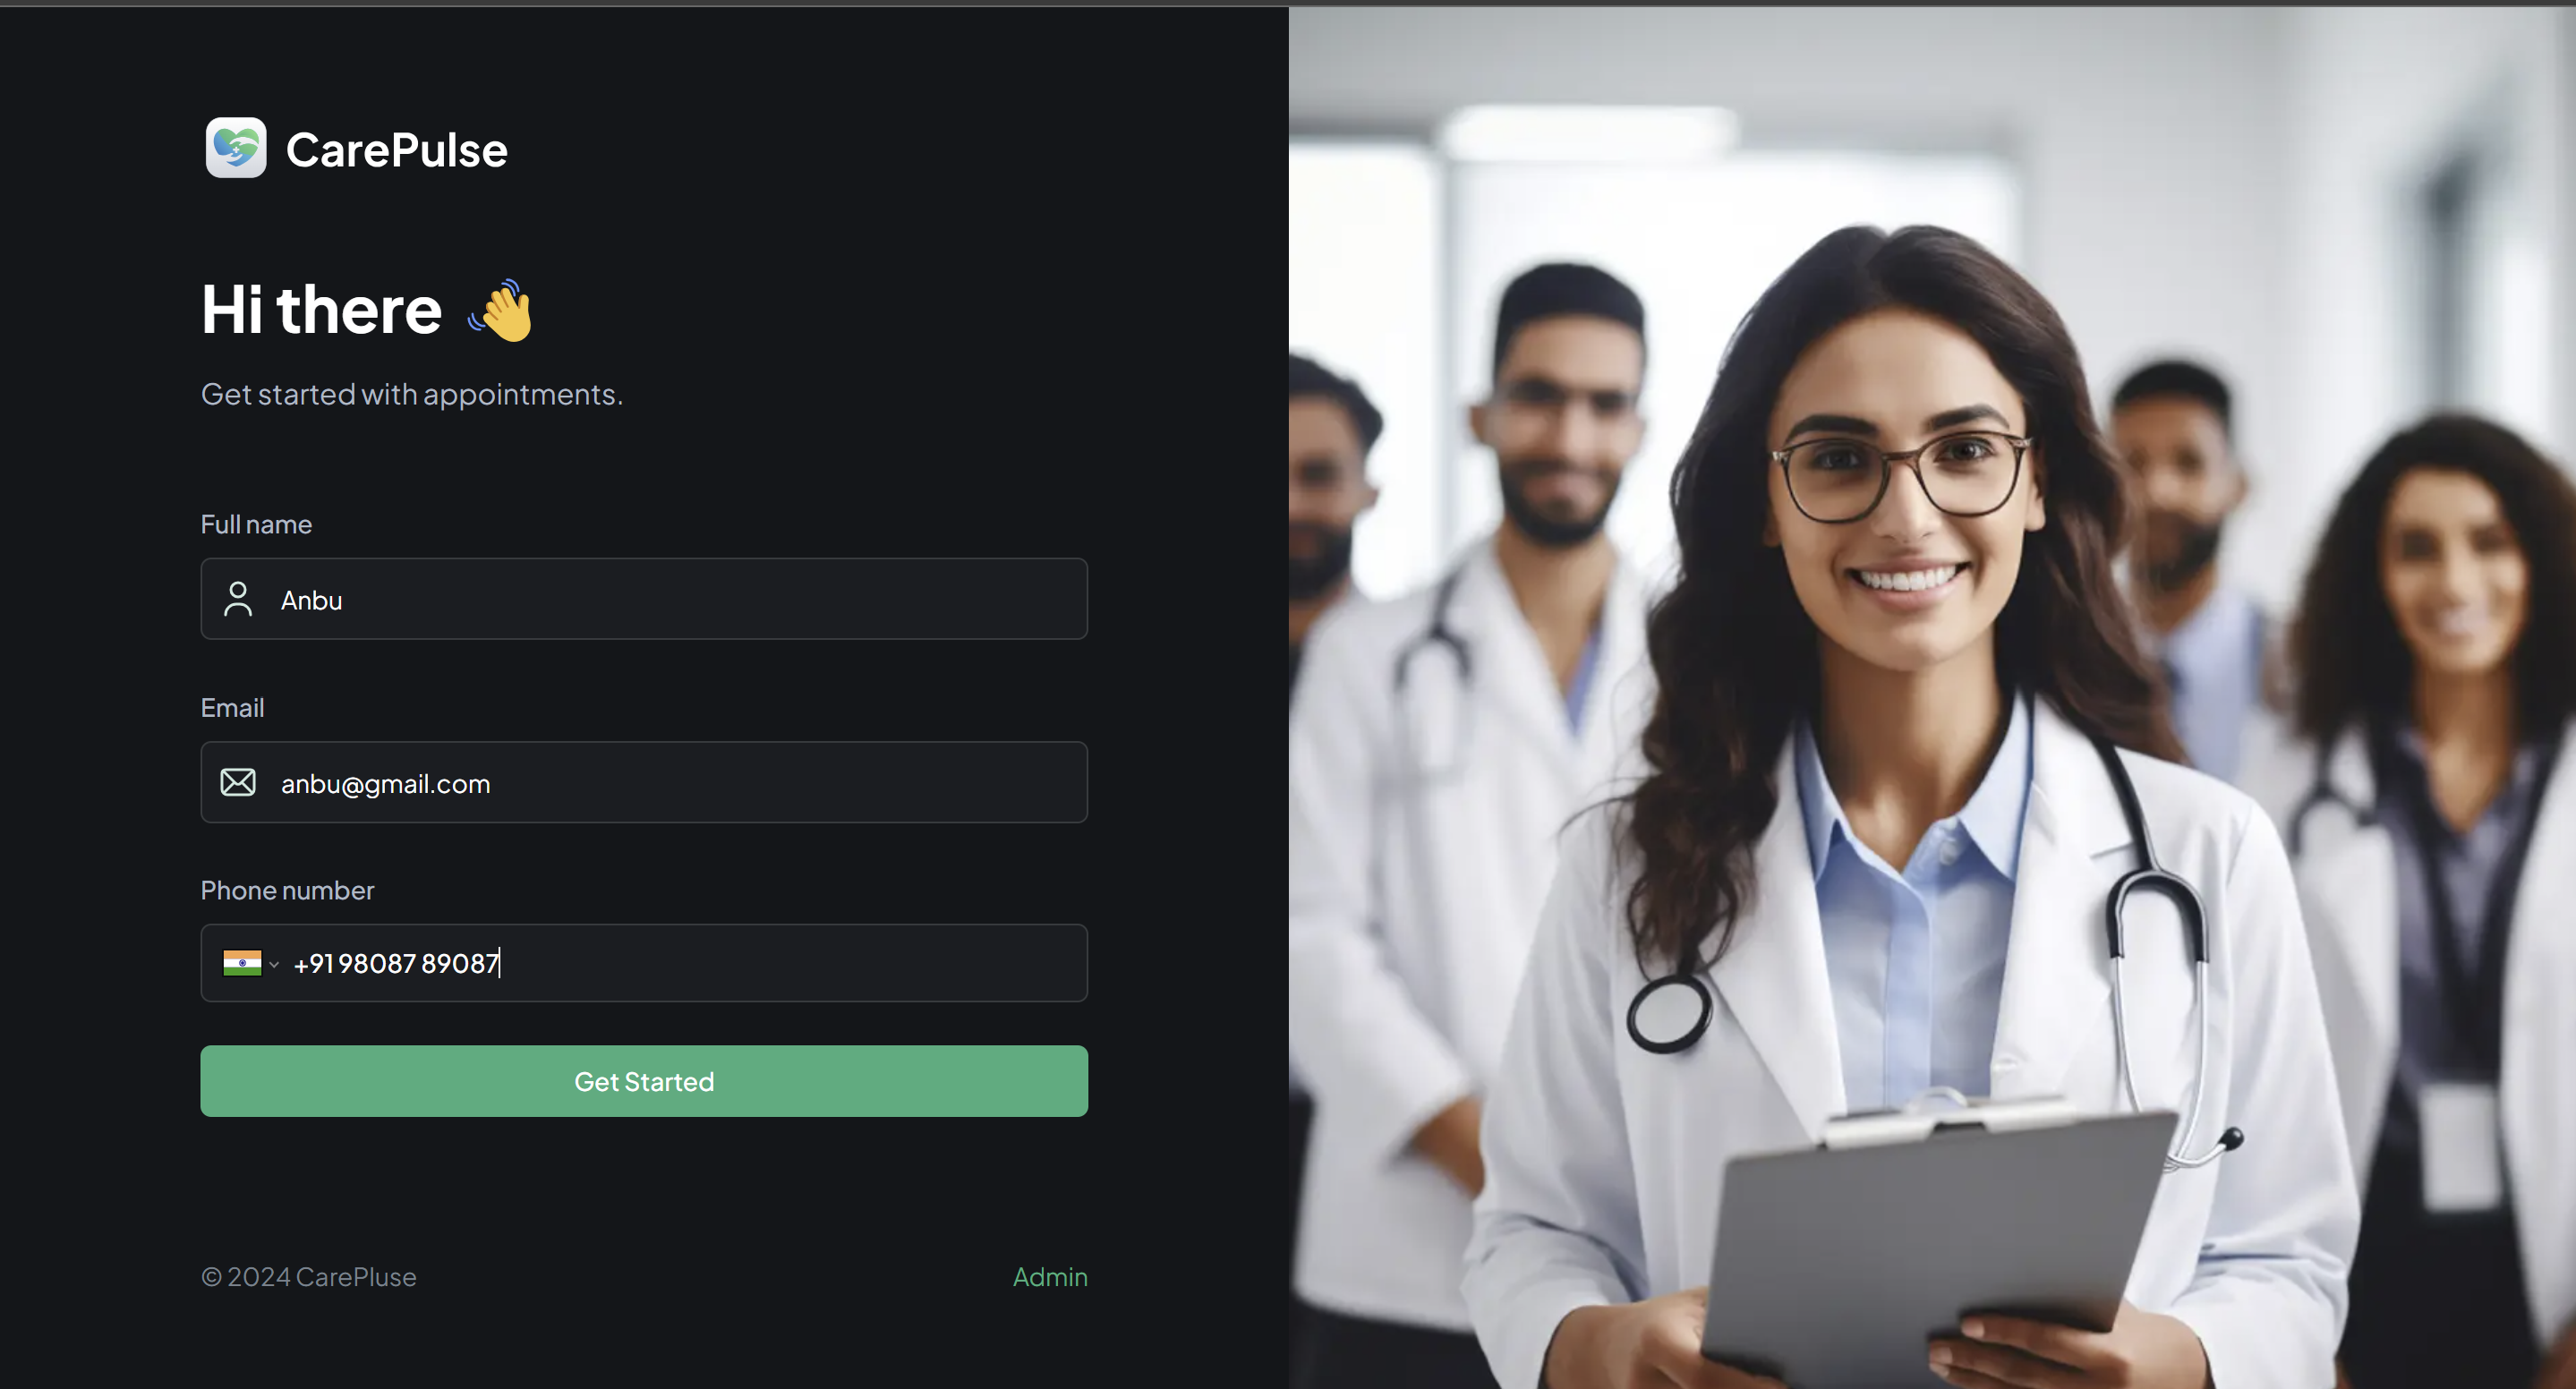 CarePulse
Hi there 👋
Get started with appointments.
Full name
Anbu
Email
anbu@gmail.com
Phone number
+91 98087 89087
Get Started
© 2024 CarePluse
Admin